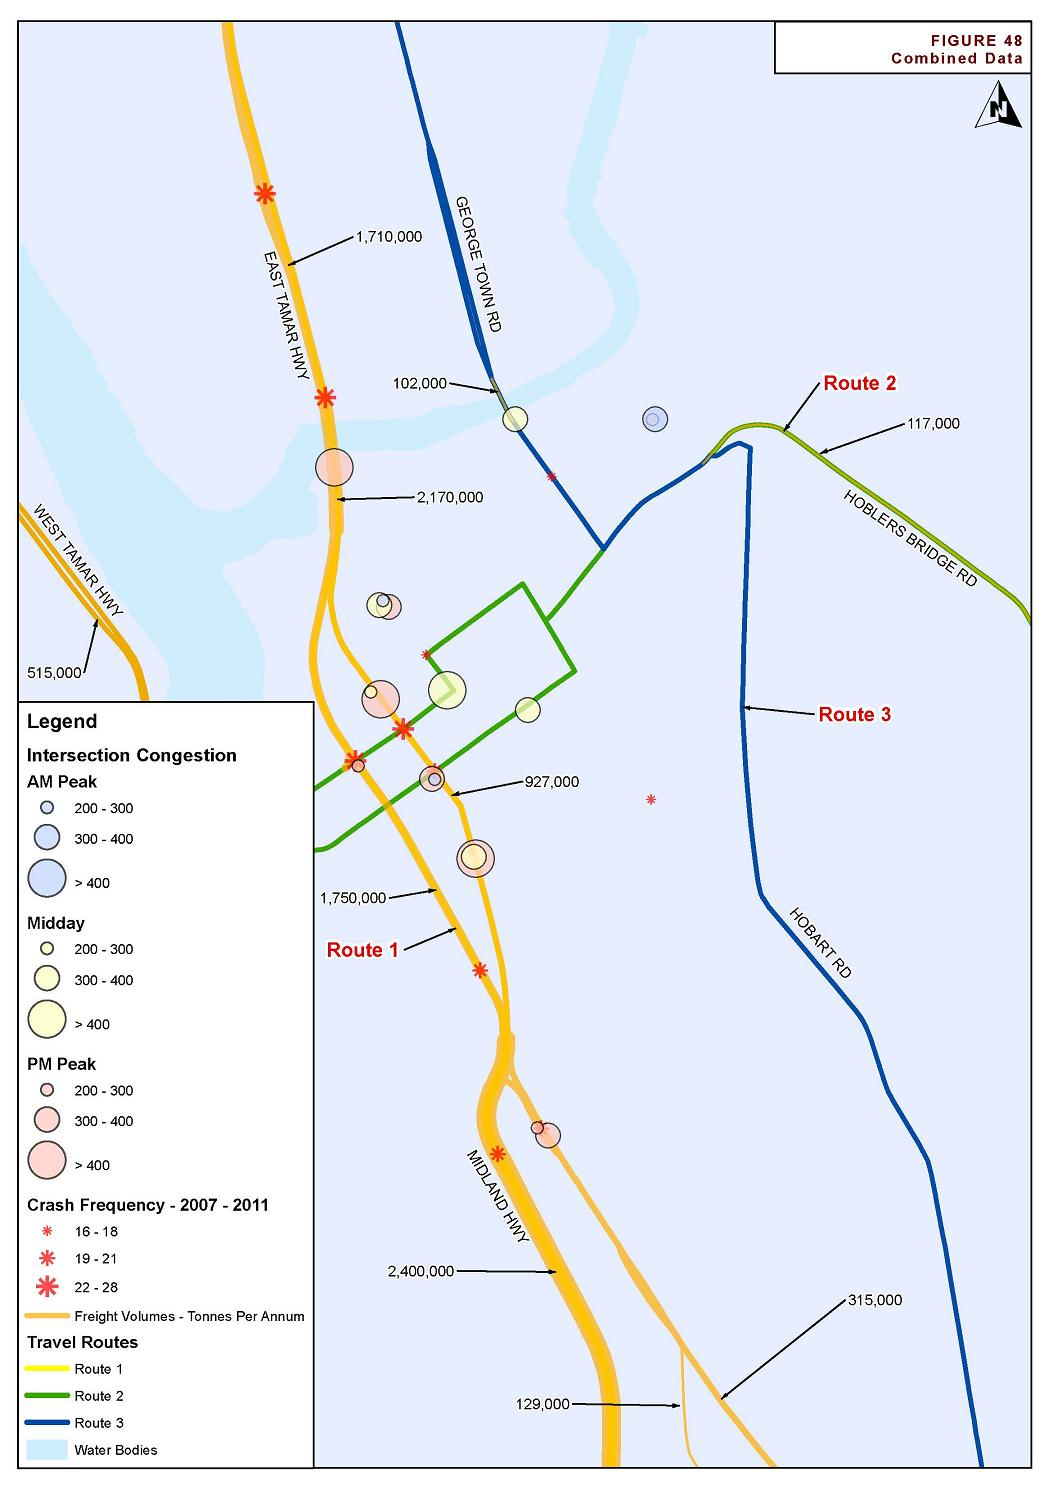 FIGURE 48
Combined Data
N
1,710,000
GEORGE TOWN RD
EAST TAMAR HWY
102,000
Route 2
117,000
2,170,000
HOBLERS BRIDGE RD
WEST TAMAR HWY
515,000
Route 3
927,000
1,750,000
Route 1
HOBART RD
MIDLAND HWY
2,400,000
315,000
129,000
Legend
Intersection Congestion
AM Peak
200 - 300
300 - 400
> 400
Midday
200 - 300
300 - 400
> 400
PM Peak
200 - 300
300 - 400
> 400
Crash Frequency - 2007 - 2011
16 - 18
19 - 21
22 - 28
Freight Volumes - Tonnes Per Annum
Travel Routes
Route 1
Route 2
Route 3
Water Bodies